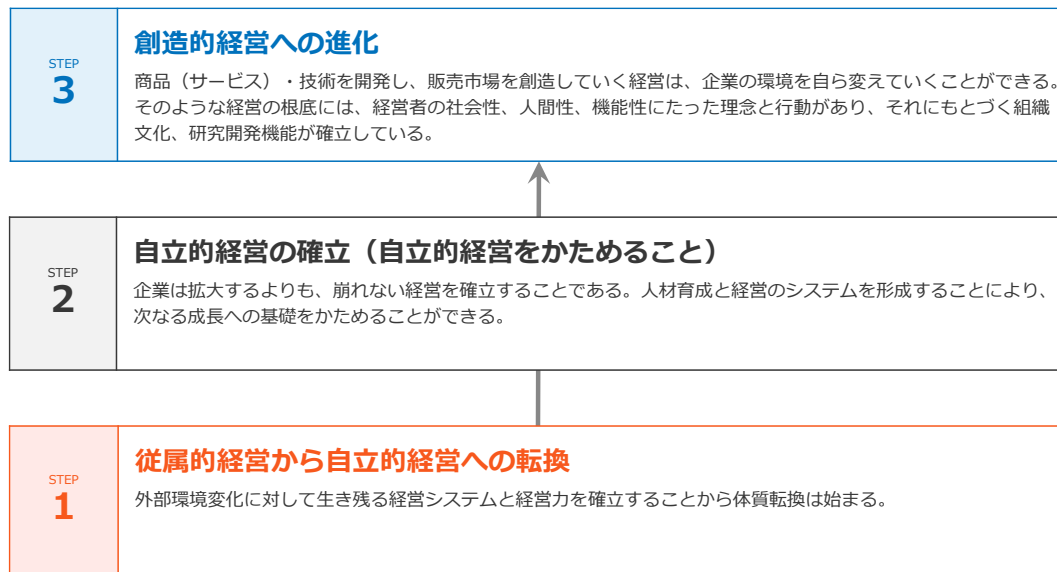 STEP
3
創造的経営への進化
商品（サービス）・技術を開発し、販売市場を創造していく経営は、企業の環境を自ら変えていくことができる。
そのような経営の根底には、経営者の社会性、人間性、機能性にたった理念と行動があり、それにもとづく組織
文化、研究開発機能が確立している。
STEP
2
自立的経営の確立（自立的経営をかためること）
企業は拡大するよりも、崩れない経営を確立することである。人材育成と経営のシステムを形成することにより、
次なる成長への基礎をかためることができる。
STEP
1
従属的経営から自立的経営への転換
外部環境変化に対して生き残る経営システムと経営力を確立することから体質転換は始まる。